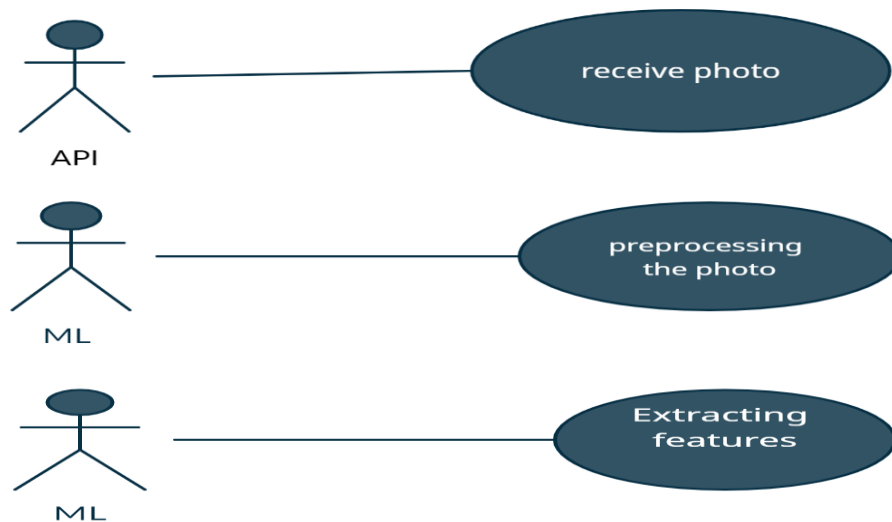 receive photo
API
preprocessing
the photo
ML
Extracting
features
ML